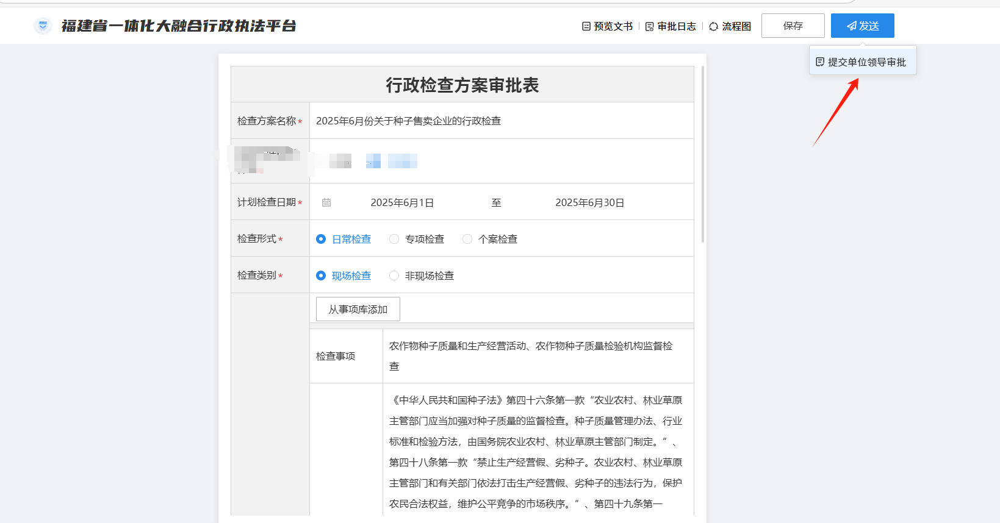 福建省一体化大融合行政执法平台
预览文书
审批日志
流程图
保存
发送
提交单位领导审批
行政检查方案审批表
检查方案名称*
2025年6月份关于种子售卖企业的行政检查
计划检查日期*
2025年6月1日
至
2025年6月30日
检查形式*
日常检查
专项检查
个案检查
检查类别*
现场检查
非现场检查
从事项库添加
检查事项
农作物种子质量和生产经营活动、农作物种子质量检验机构监督检
查
《中华人民共和国种子法》第四十六条第一款“农业农村、林业草原
主管部门应当加强对种子质量的监督检查。种子质量管理办法、行业
标准和检验方法，由国务院农业农村、林业草原主管部门制定。”、
第四十八条第一款“禁止生产经营假、劣种子。农业农村、林业草原
主管部门和有关部门依法打击生产经营假、劣种子的违法行为，保护
农民合法权益，维护公平竞争的市场秩序。”、第四十九条第一